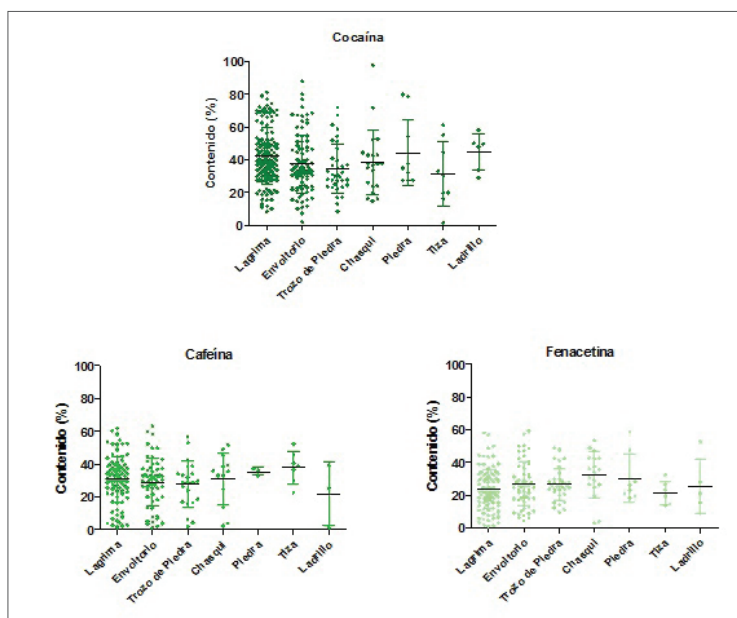 Cocaína
Contenido (%)
100
80
60
40
20
0
Lagrima
Envoltorio
Trozo de Piedra
Chasqui
Piedra
Tiza
Ladrillo
Cafeína
Contenido (%)
100
80
60
40
20
0
Lagrima
Envoltorio
Trozo de Piedra
Chasqui
Piedra
Tiza
Ladrillo
Fenacetina
Contenido (%)
100
80
60
40
20
0
Lagrima
Envoltorio
Trozo de Piedra
Chasqui
Piedra
Tiza
Ladrillo